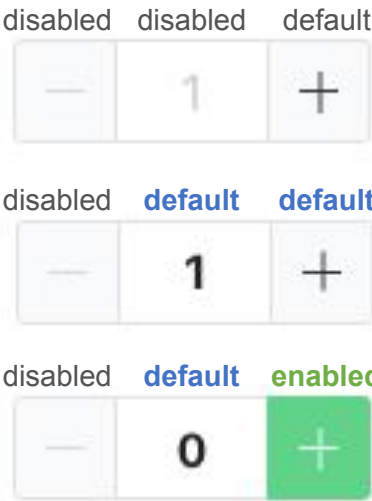 disabled disabled default
— 1 +
disabled default default
— 1 +
disabled default enabled
— 0 +